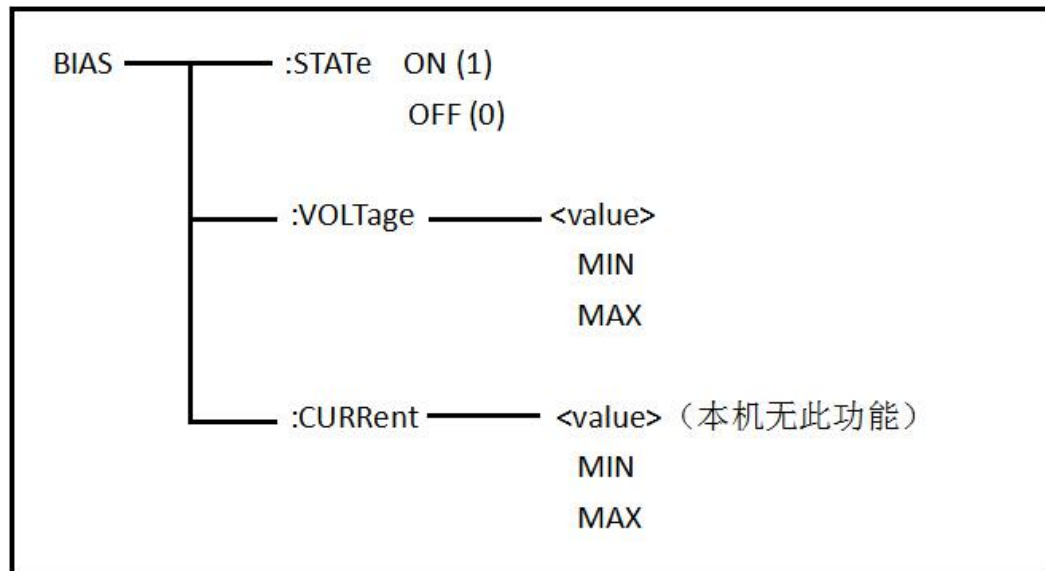 BIAS :STATe ON (1)
OFF (0)
:VOLTage <value>
MIN
MAX
:CURRent <value>（本机无此功能）
MIN
MAX